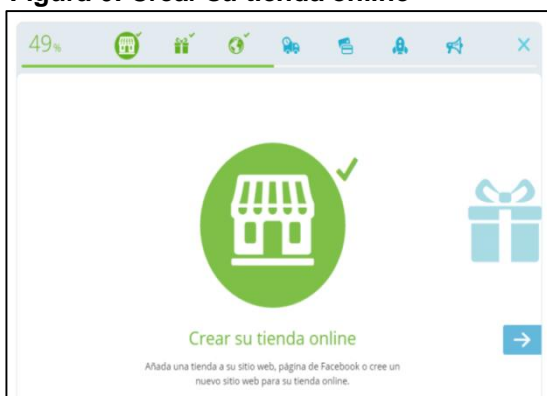 Figura 6. Crear su tienda online
49%
Crear su tienda online
Añada una tienda a su sitio web, página de Facebook o cree un
nuevo sitio web para su tienda online.